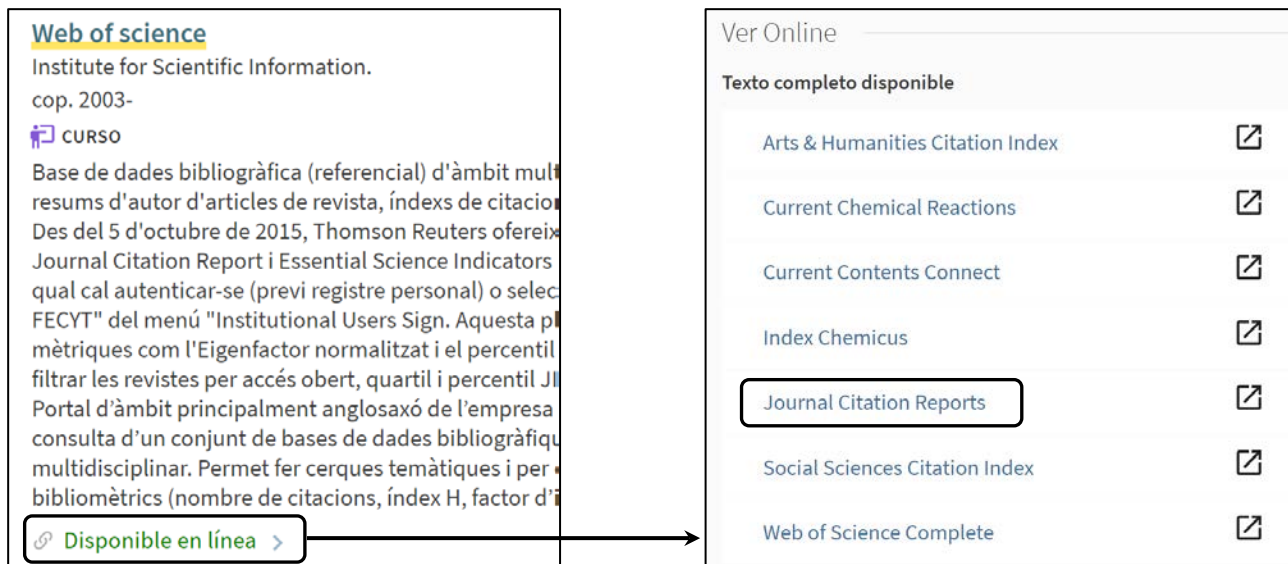 Web of science
Institute for Scientific Information.
cop. 2003-
CURSO
Base de dades bibliogràfica (referencial) d'àmbit
resums d'autor d'articles de revista, índexs de
Des del 5 d'octubre de 2015, Thomson Reuters
Journal Citation Report i Essential Science Indicators
qual cal autenticar-se (previ registre personal) o
FECYT" del menú "Institutional Users Sign. Aquesta
mètriques com l'Eigenfactor normalitzat i el percentil
filtrar les revistes per accés obert, quartil i percentil
Portal d’àmbit principalment anglosaxó de l’empresa
consulta d’un conjunt de bases de dades
multidisciplinar. Permet fer cerques temàtiques i per
bibliomètrics (nombre de citacions, índex H, factor
Disponible en línea >
Ver Online
Texto completo disponible
Arts & Humanities Citation Index
Current Chemical Reactions
Current Contents Connect
Index Chemicus
Journal Citation Reports
Social Sciences Citation Index
Web of Science Complete